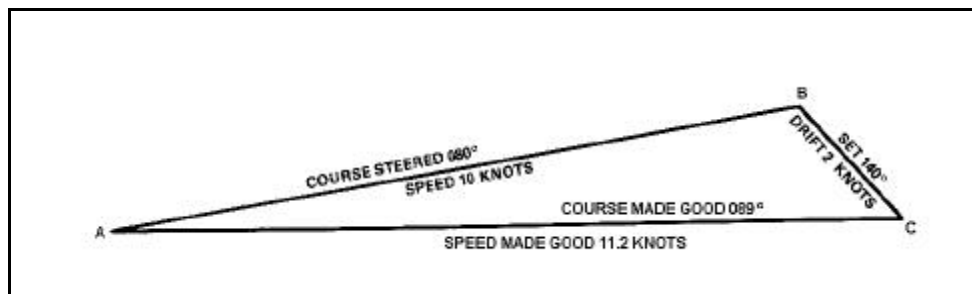 B
COURSE STEERED 080°
SPEED 10 KNOTS
SET 140°
DRIFT 2 KNOTS
A
COURSE MADE GOOD 089°
C
SPEED MADE GOOD 11.2 KNOTS